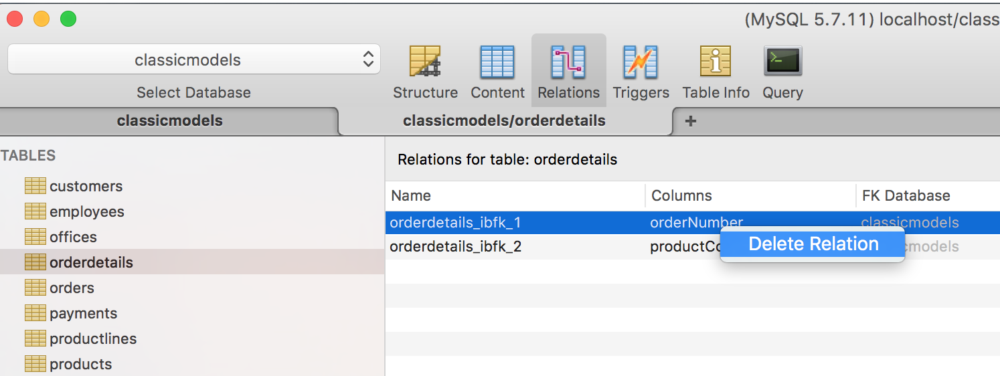 (MySQL 5.7.11) localhost/class
classicmodels
Select Database
Structure
Content
Relations
Triggers
Table Info
Query
classicmodels
classicmodels/orderdetails
+
TABLES
customers
employees
offices
orderdetails
orders
payments
productlines
products
Relations for table: orderdetails
Name Columns FK Database
orderdetails_ibfk_1 orderNumber classicmodels
orderdetails_ibfk_2 productCo cmodels
Delete Relation